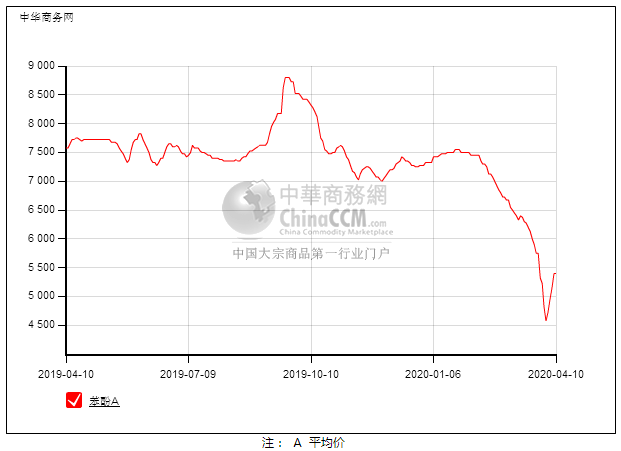 中华商务网
9 000
8 500
8 000
7 500
7 000
6 500
6 000
5 500
5 000
4 500
中華商務網
ChinaCCM.com
China Commodity Marketplace
中国大宗商品第一行业门户
2019-04-10 2019-07-09 2019-10-10 2020-01-06 2020-04-10
苯酚A
注： A 平均价